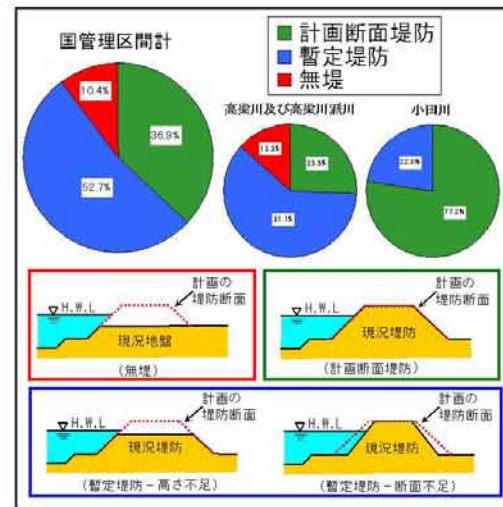 国管理区間計
計画断面堤防
暫定堤防
無堤
10.4%
36.9%
52.7%
高梁川及び高梁川派川
小田川
77.2%
H.W.L
計画の
堤防断面
現況地盤
(無堤)
計画の
堤防断面
H.W.L
現況堤防
(計画断面堤防)
計画の
堤防断面
H.W.L
現況堤防
(暫定堤防－高さ不足)
計画の
堤防断面
H.W.L
現況堤防
(暫定堤防－断面不足)